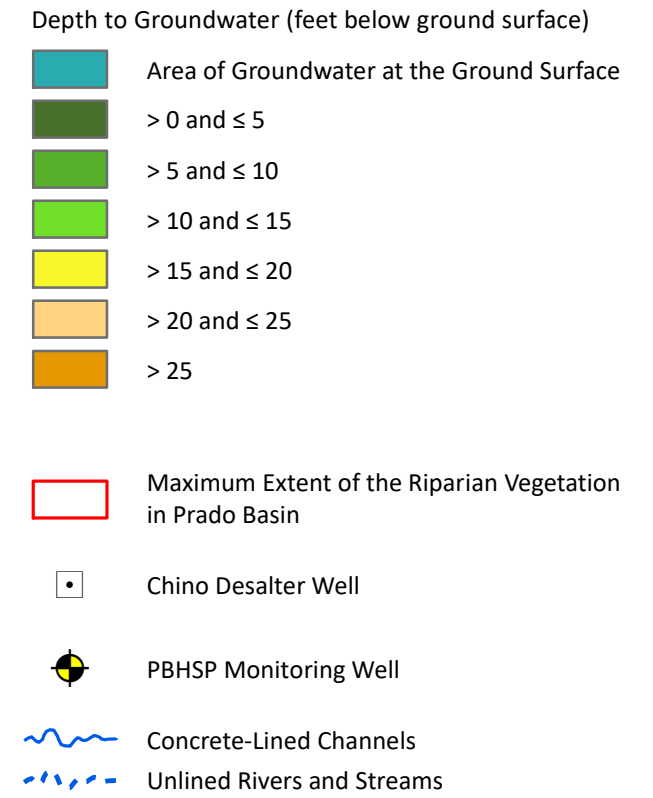 Depth to Groundwater (feet below ground surface)
Area of Groundwater at the Ground Surface
> 0 and ≤ 5
> 5 and ≤ 10
> 10 and ≤ 15
> 15 and ≤ 20
> 20 and ≤ 25
> 25
Maximum Extent of the Riparian Vegetation
in Prado Basin
Chino Desalter Well
PBHSP Monitoring Well
Concrete-Lined Channels
Unlined Rivers and Streams